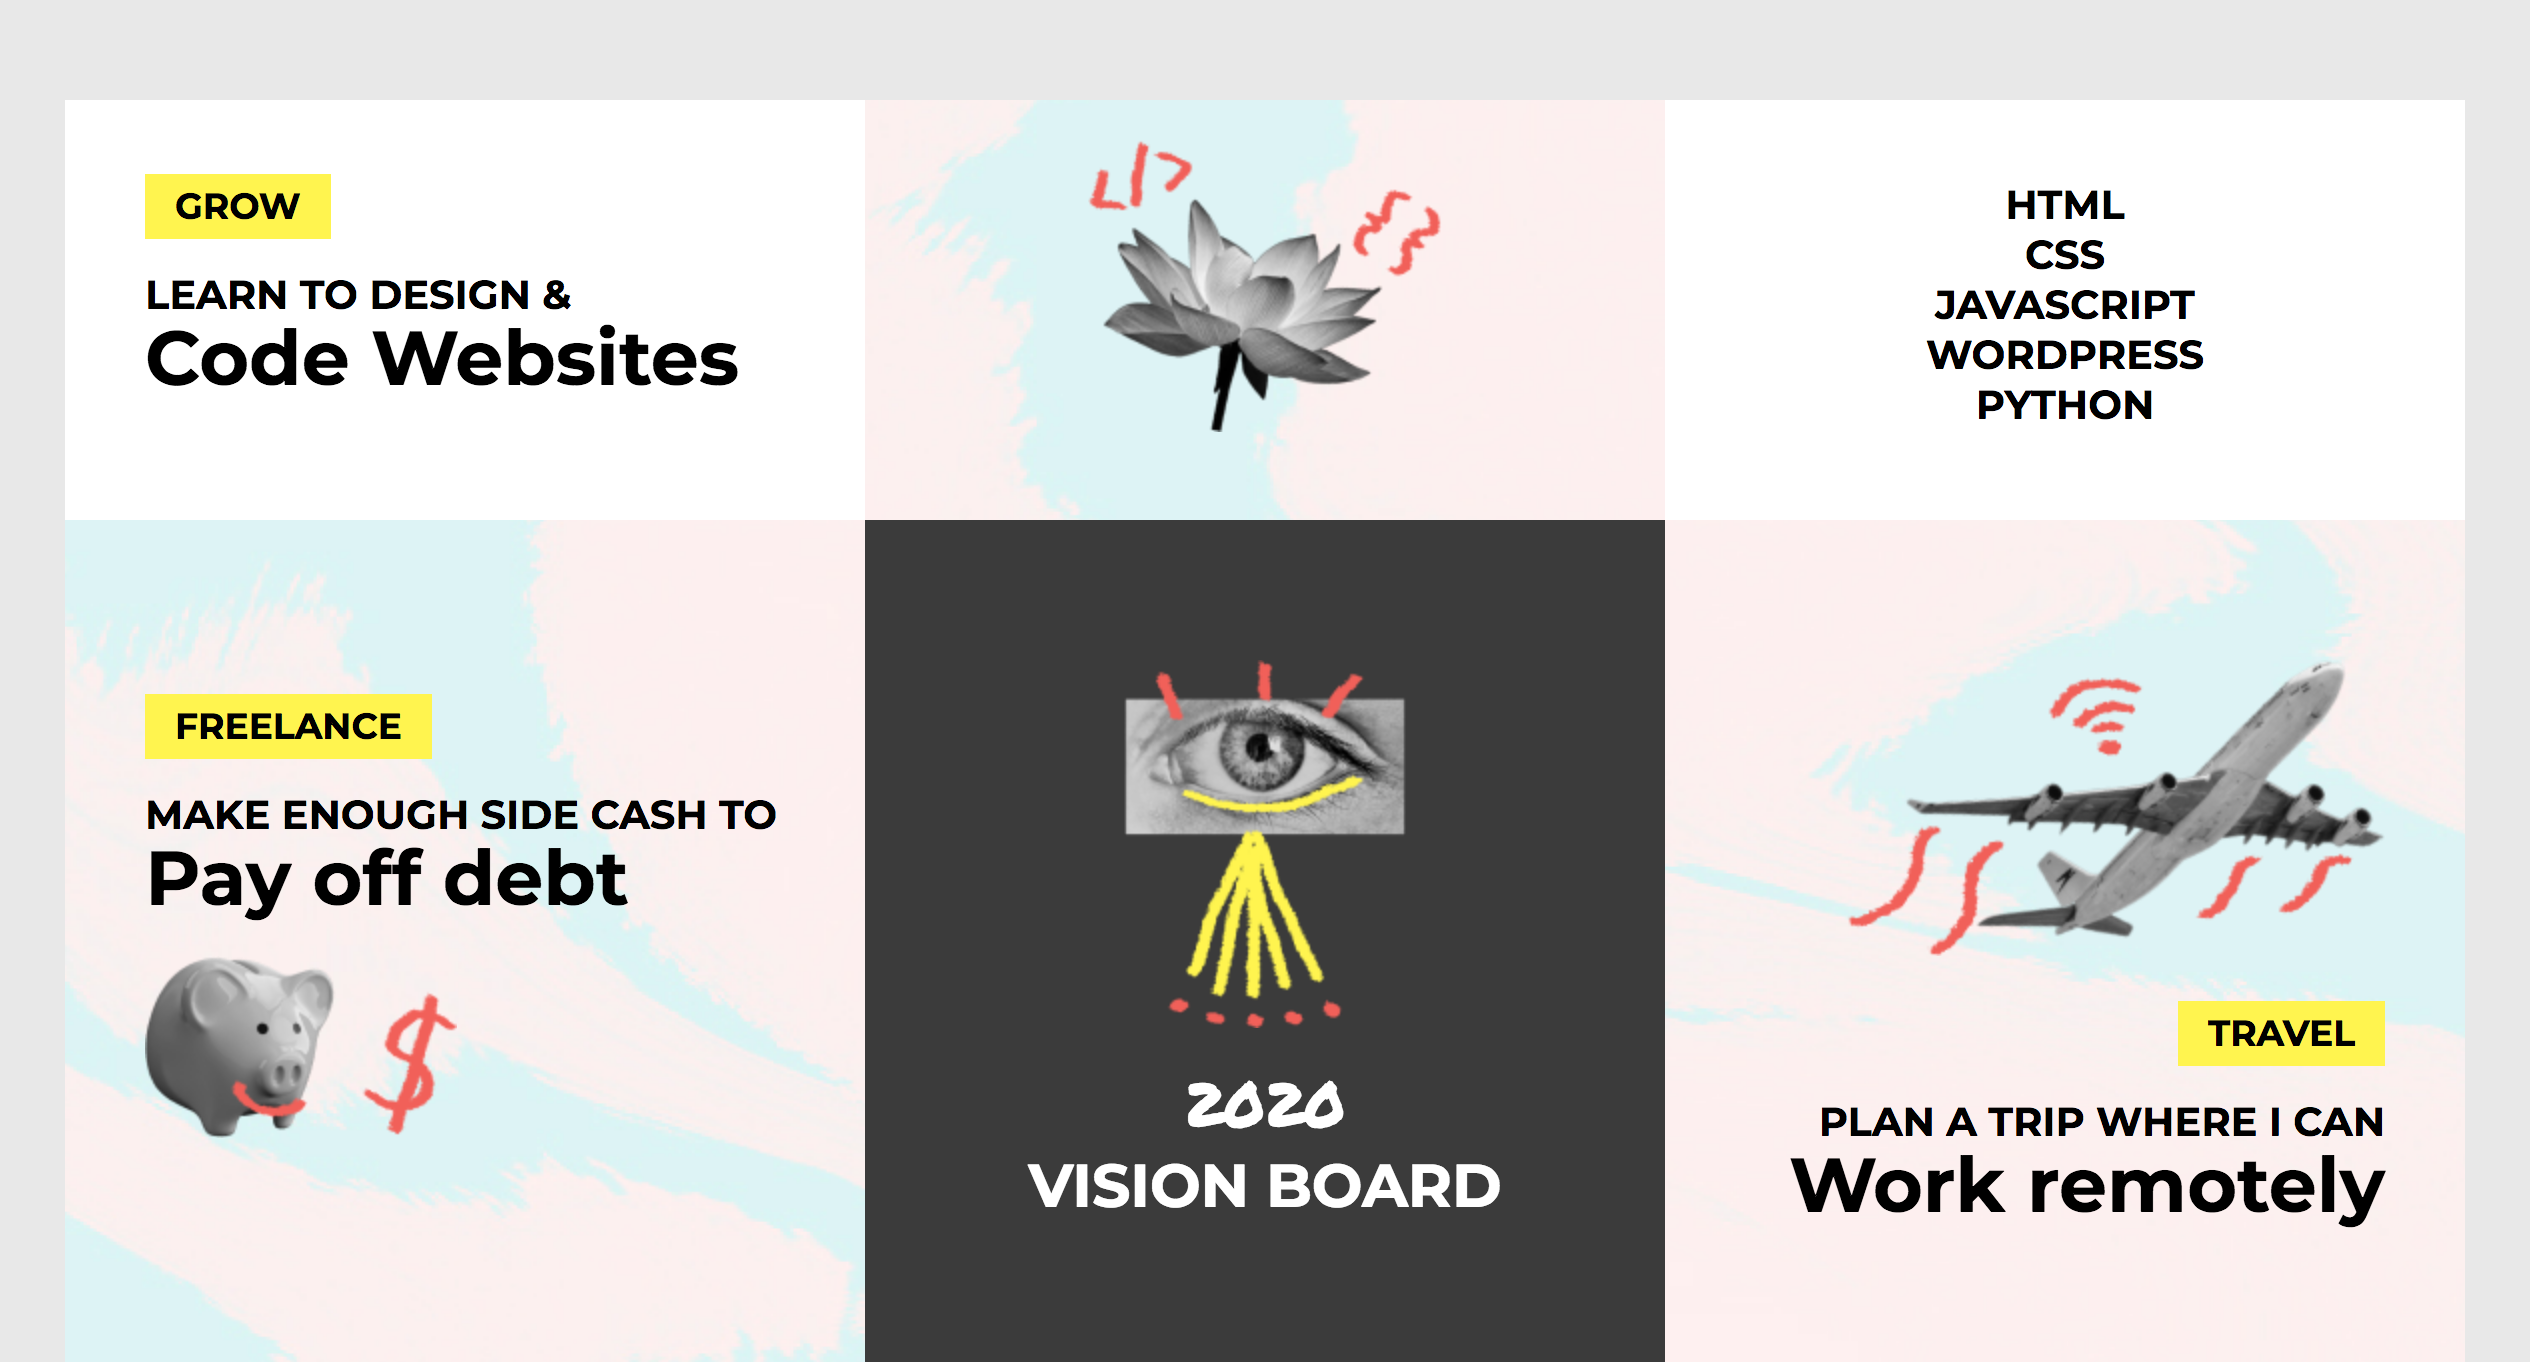 GROW
LEARN TO DESIGN &
Code Websites
</>
{}
HTML
CSS
JAVASCRIPT
WORDPRESS
PYTHON
FREELANCE
MAKE ENOUGH SIDE CASH TO
Pay off debt
$
2020
VISION BOARD
TRAVEL
PLAN A TRIP WHERE I CAN
Work remotely